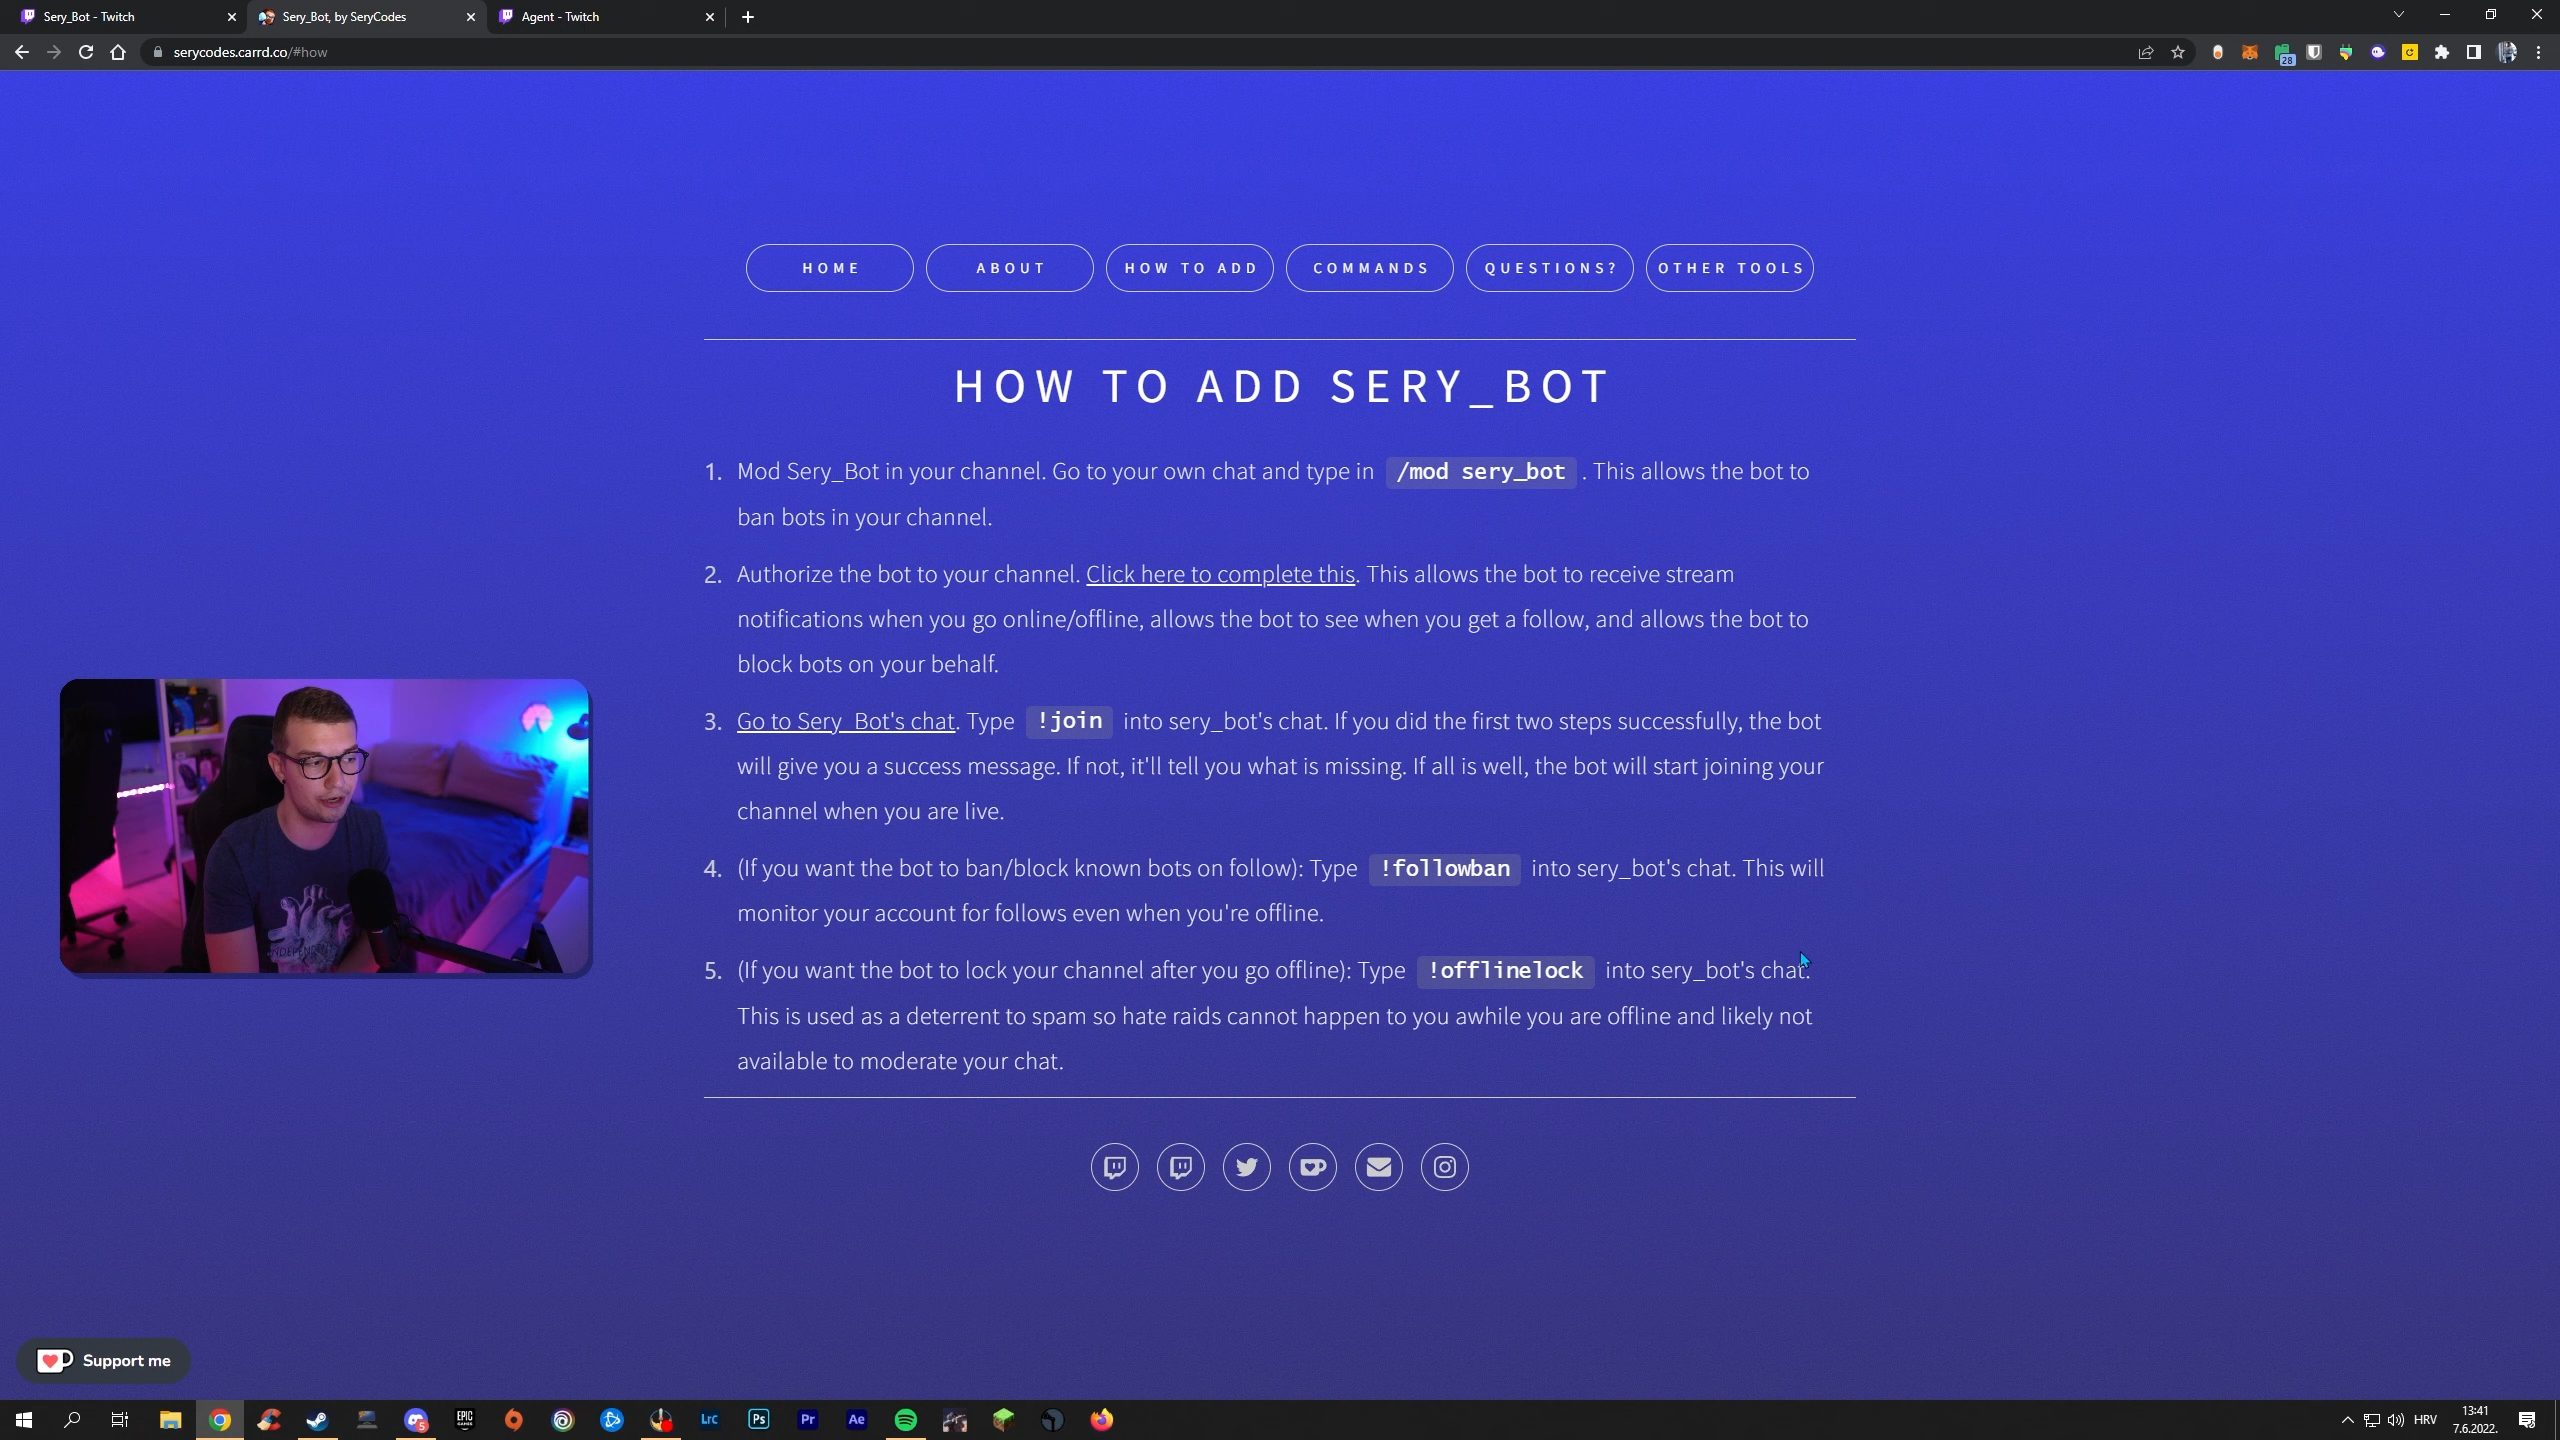 Sery_Bot - Twitch
Sery_Bot, by SeryCodes
Agent - Twitch
serycodes.carrd.co/#how
28
HOME
ABOUT
HOW TO ADD
COMMANDS
QUESTIONS?
OTHER TOOLS
HOW TO ADD SERY_BOT
1. Mod Sery_Bot in your channel. Go to your own chat and type in /mod sery_bot . This allows the bot to
ban bots in your channel.
2. Authorize the bot to your channel. Click here to complete this. This allows the bot to receive stream
notifications when you go online/offline, allows the bot to see when you get a follow, and allows the bot to
block bots on your behalf.
3. Go to Sery_Bot's chat. Type !join into sery_bot's chat. If you did the first two steps successfully, the bot
will give you a success message. If not, it'll tell you what is missing. If all is well, the bot will start joining your
channel when you are live.
4. (If you want the bot to ban/block known bots on follow): Type !followban into sery_bot's chat. This will
monitor your account for follows even when you're offline.
5. (If you want the bot to lock your channel after you go offline): Type !offlinelock into sery_bot's chat.
This is used as a deterrent to spam so hate raids cannot happen to you awhile you are offline and likely not
available to moderate your chat.
Support me
5
EPIC
GAMES
LrC
Ps
Pr
Ae
HRV
13:41
7.6.2022.